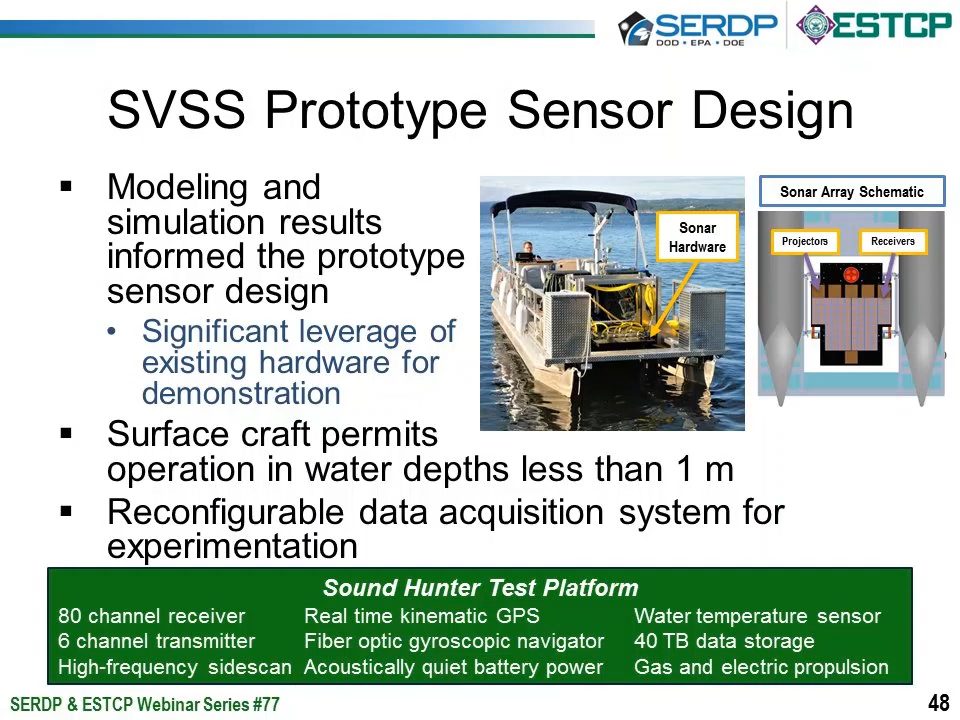 SERDP
DOD • EPA • DOE
ESTCP
SVSS Prototype Sensor Design
▪ Modeling and
simulation results
informed the prototype
sensor design
• Significant leverage of
existing hardware for
demonstration
▪ Surface craft permits
operation in water depths less than 1 m
▪ Reconfigurable data acquisition system for
experimentation
Sonar
Hardware
Sonar Array Schematic
Projectors
Receivers
Sound Hunter Test Platform
80 channel receiver
6 channel transmitter
High-frequency sidescan
Real time kinematic GPS
Fiber optic gyroscopic navigator
Acoustically quiet battery power
Water temperature sensor
40 TB data storage
Gas and electric propulsion
SERDP & ESTCP Webinar Series #77
48